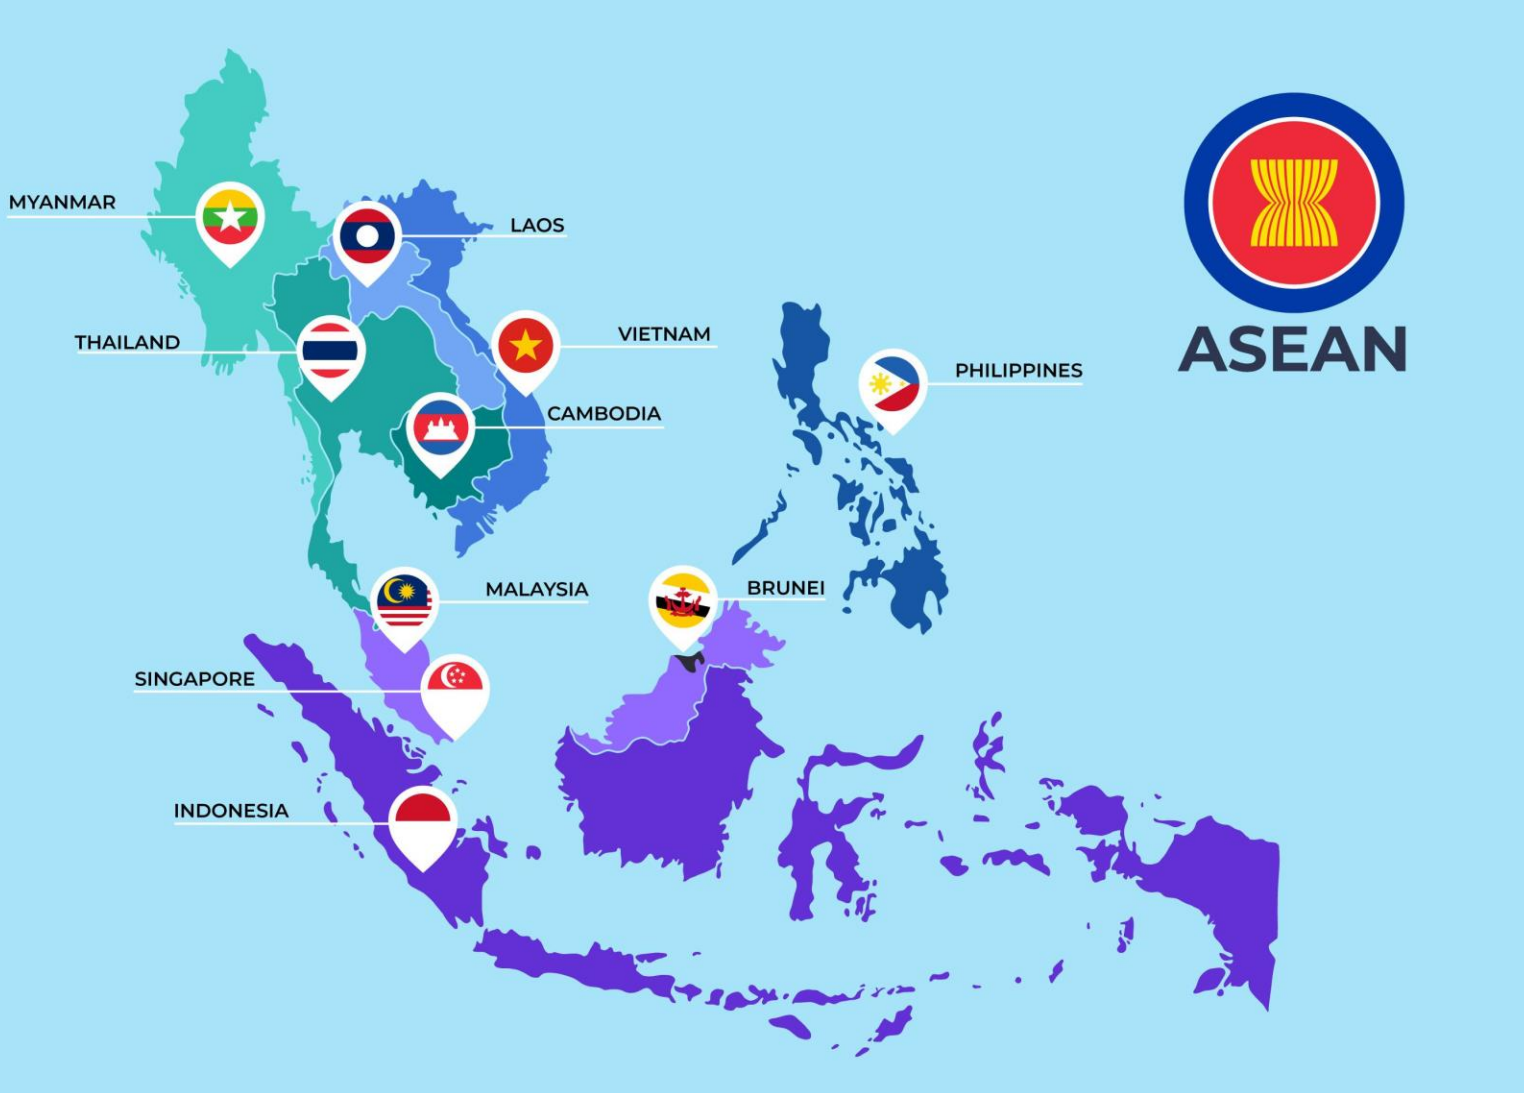 MYANMAR
LAOS
THAILAND
VIETNAM
PHILIPPINES
ASEAN
CAMBODIA
MALAYSIA
BRUNEI
SINGAPORE
INDONESIA